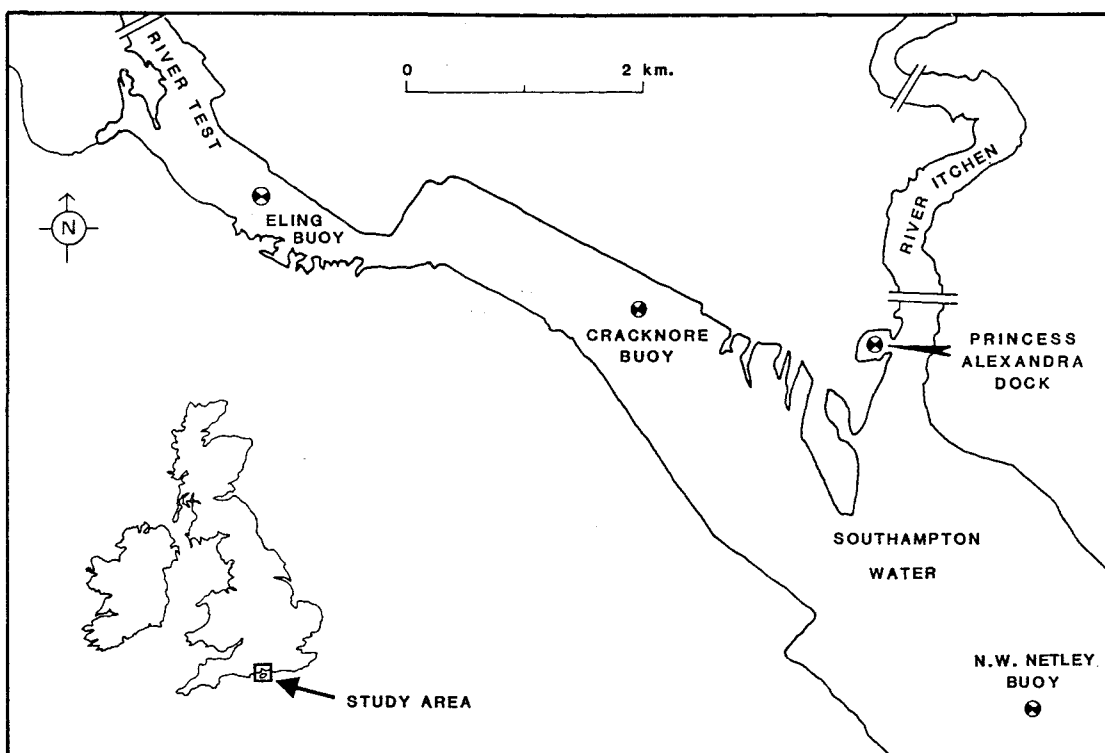 RIVER TEST
0 2 km.
RIVER ITCHEN
N
ELING
BUOY
CRACKNORE
BUOY
PRINCESS
ALEXANDRA
DOCK
SOUTHAMPTON
WATER
N.W. NETLEY
BUOY
STUDY AREA